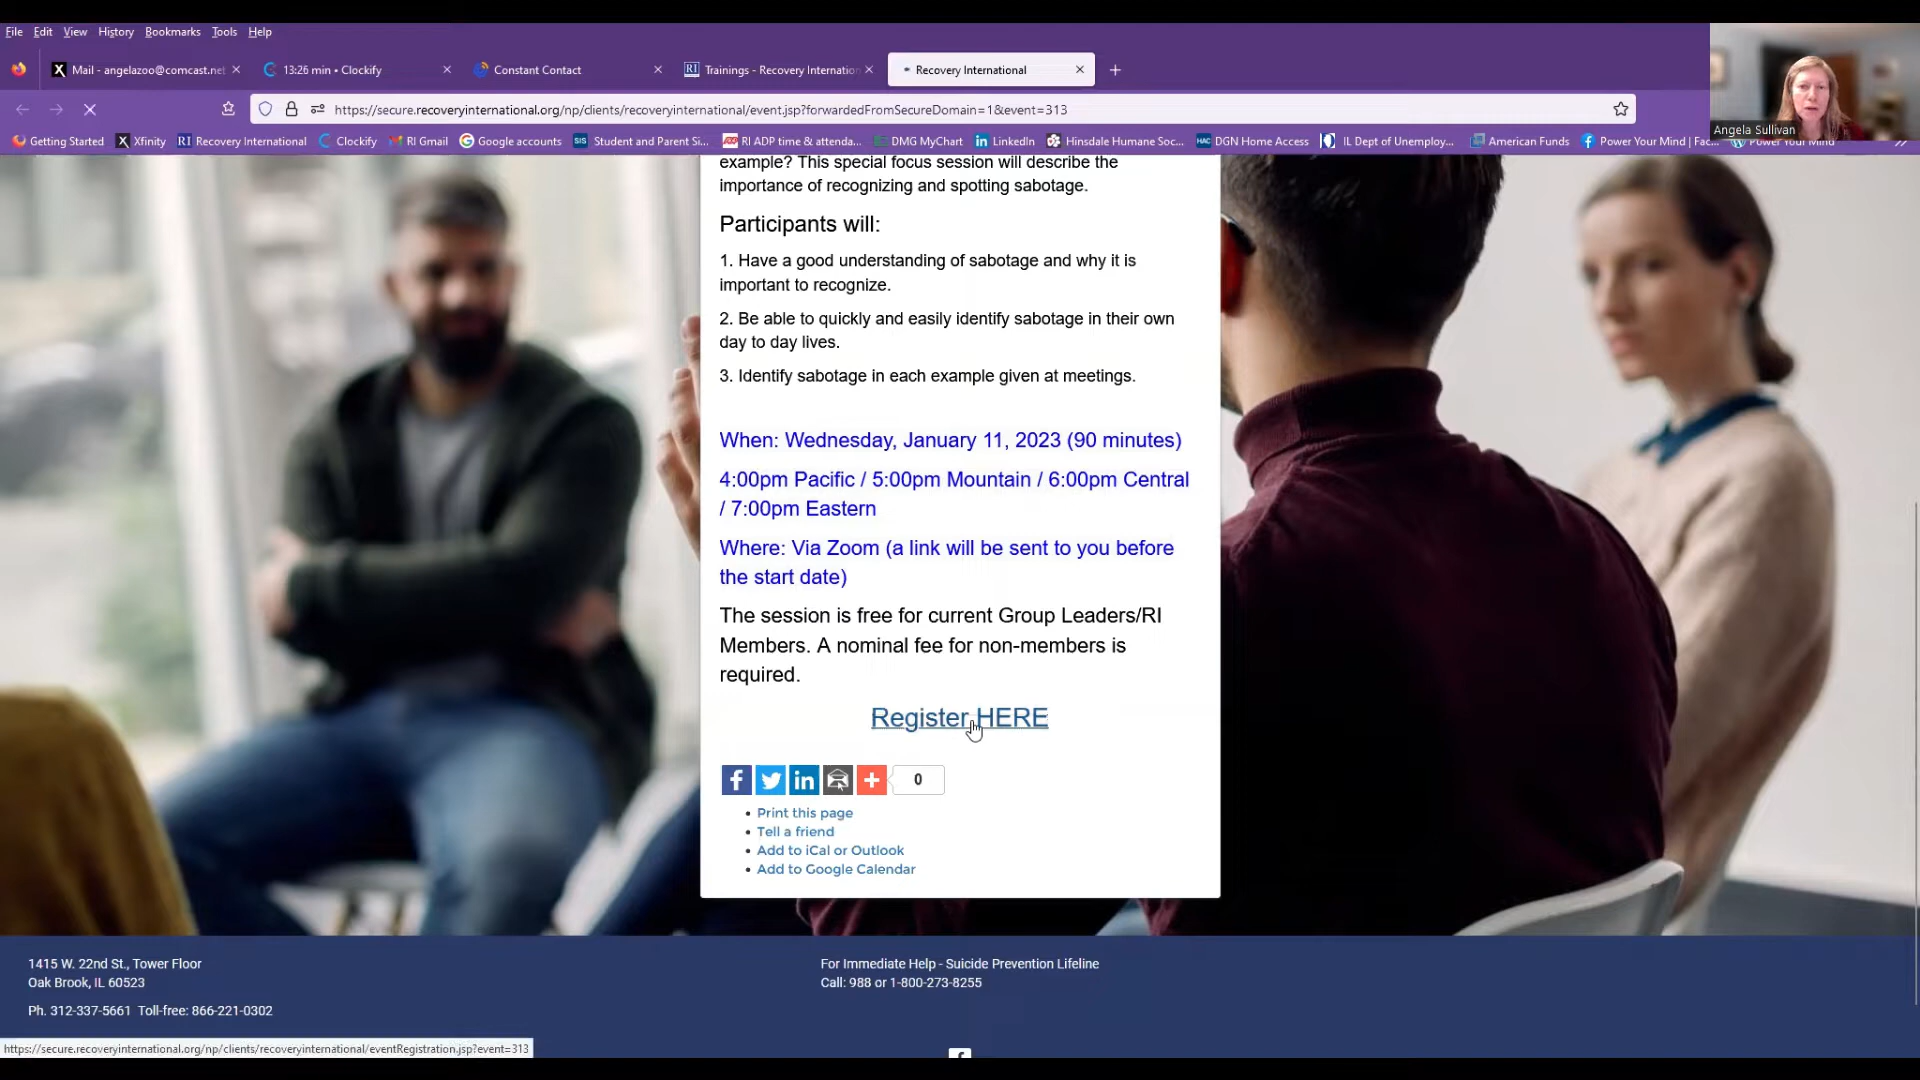 File Edit View History Bookmarks Tools Help
Mail - angelazoo@comcast.net
13:26 min • Clockify
Constant Contact
RI Trainings - Recovery Internation
Recovery International
https://secure.recoveryinternational.org/np/clients/recoveryinternational/event.jsp?forwardedFromSecureDomain=1&event=313
Getting Started Xfinity RI Recovery International Clockify RI Gmail Google accounts SIS Student and Parent Si... ADP RI ADP time & attenda... DMG MyChart in LinkedIn Hinsdale Humane Soc... HAC DGN Home Access IL Dept of Unemploy... American Funds Power Your Mind | Fac... Power Your Mind
Angela Sullivan
example? This special focus session will describe the
importance of recognizing and spotting sabotage.
Participants will:
1. Have a good understanding of sabotage and why it is
important to recognize.
2. Be able to quickly and easily identify sabotage in their own
day to day lives.
3. Identify sabotage in each example given at meetings.
When: Wednesday, January 11, 2023 (90 minutes)
4:00pm Pacific / 5:00pm Mountain / 6:00pm Central
/ 7:00pm Eastern
Where: Via Zoom (a link will be sent to you before
the start date)
The session is free for current Group Leaders/RI
Members. A nominal fee for non-members is
required.
Register HERE
0
Print this page
Tell a friend
Add to iCal or Outlook
Add to Google Calendar
1415 W. 22nd St., Tower Floor
Oak Brook, IL 60523
Ph. 312-337-5661 Toll-free: 866-221-0302
For Immediate Help - Suicide Prevention Lifeline
Call: 988 or 1-800-273-8255
https://secure.recoveryinternational.org/np/clients/recoveryinternational/eventRegistration.jsp?event=313